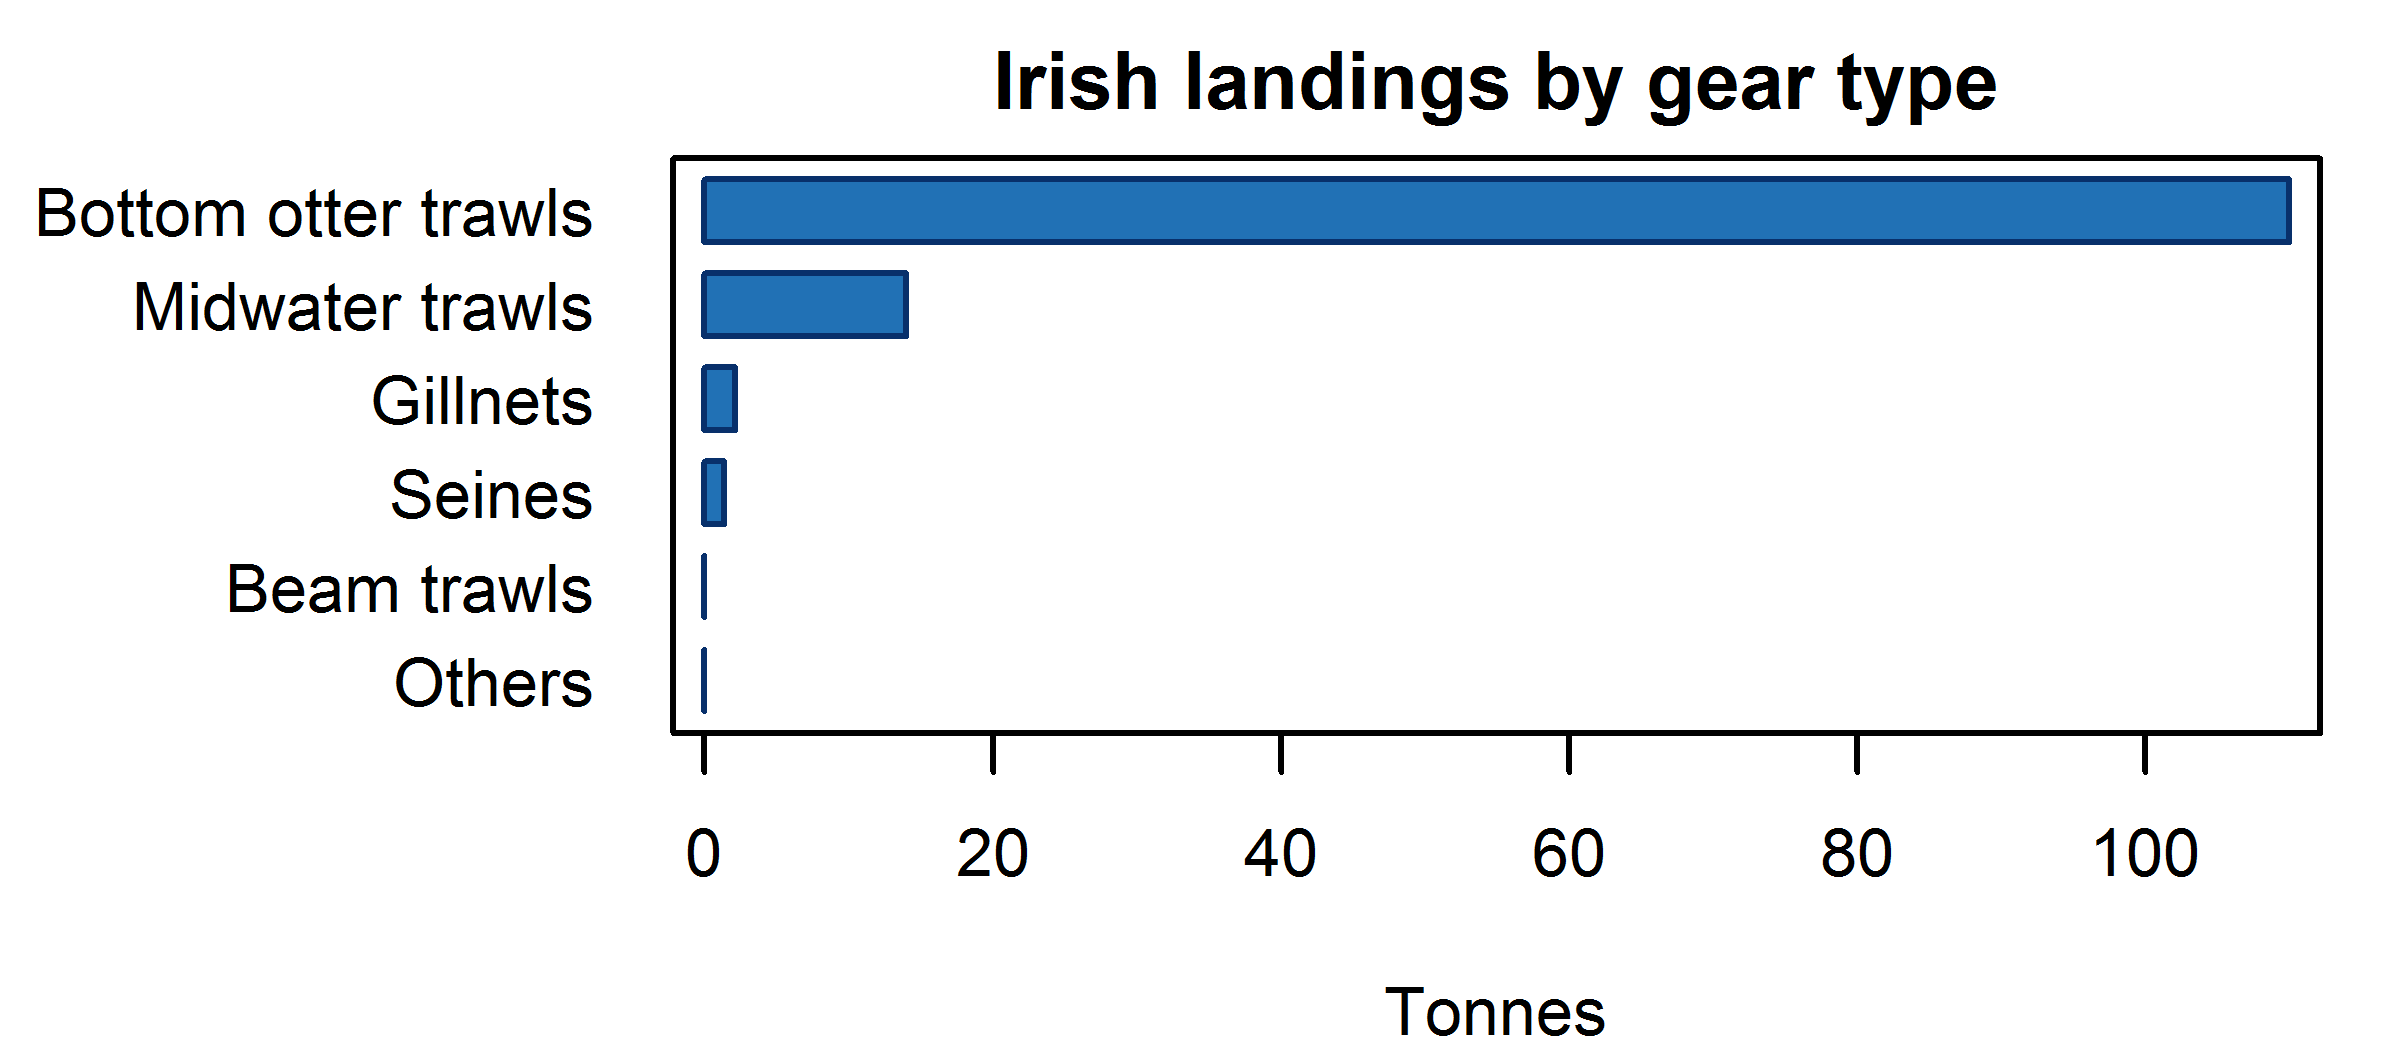 Irish landings by gear type
Bottom otter trawls
Midwater trawls
Gillnets
Seines
Beam trawls
Others
0 20 40 60 80 100
Tonnes